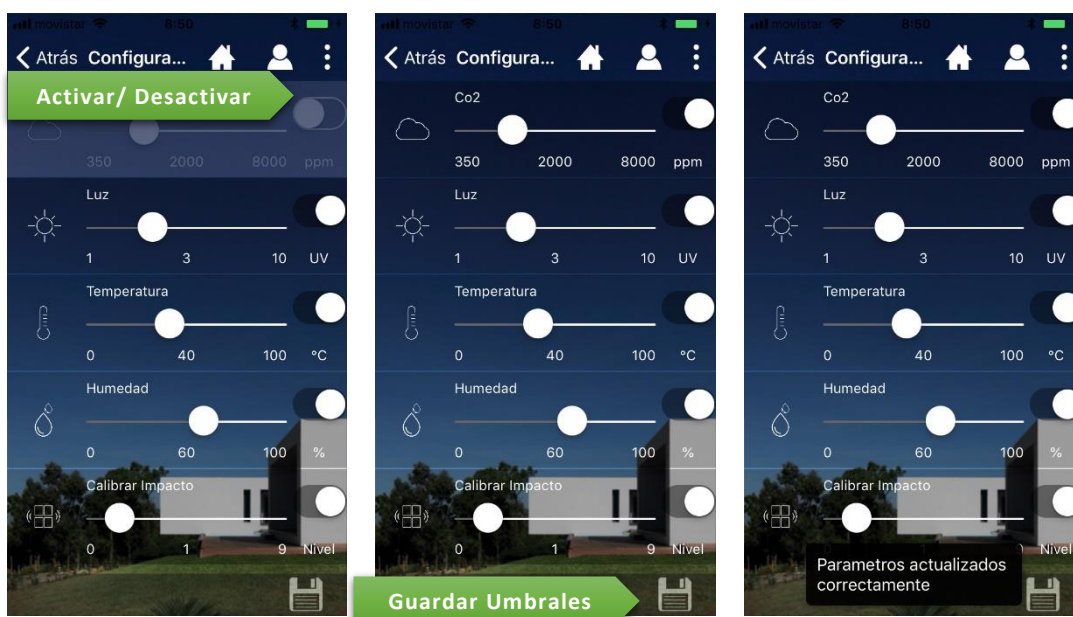 movistar 8:50
Atrás Configura...
Activar/ Desactivar
350 2000 8000 ppm
Luz
1 3 10 UV
Temperatura
0 40 100 °C
Humedad
0 60 100 %
Calibrar Impacto
0 1 9 Nivel
movistar 8:50
Atrás Configura...
Co2
350 2000 8000 ppm
Luz
1 3 10 UV
Temperatura
0 40 100 °C
Humedad
0 60 100 %
Calibrar Impacto
0 1 9 Nivel
Guardar Umbrales
movistar 8:50
Atrás Configura...
Co2
350 2000 8000 ppm
Luz
1 3 10 UV
Temperatura
0 40 100 °C
Humedad
0 60 100 %
Calibrar Impacto
Nivel
Parametros actualizados
correctamente